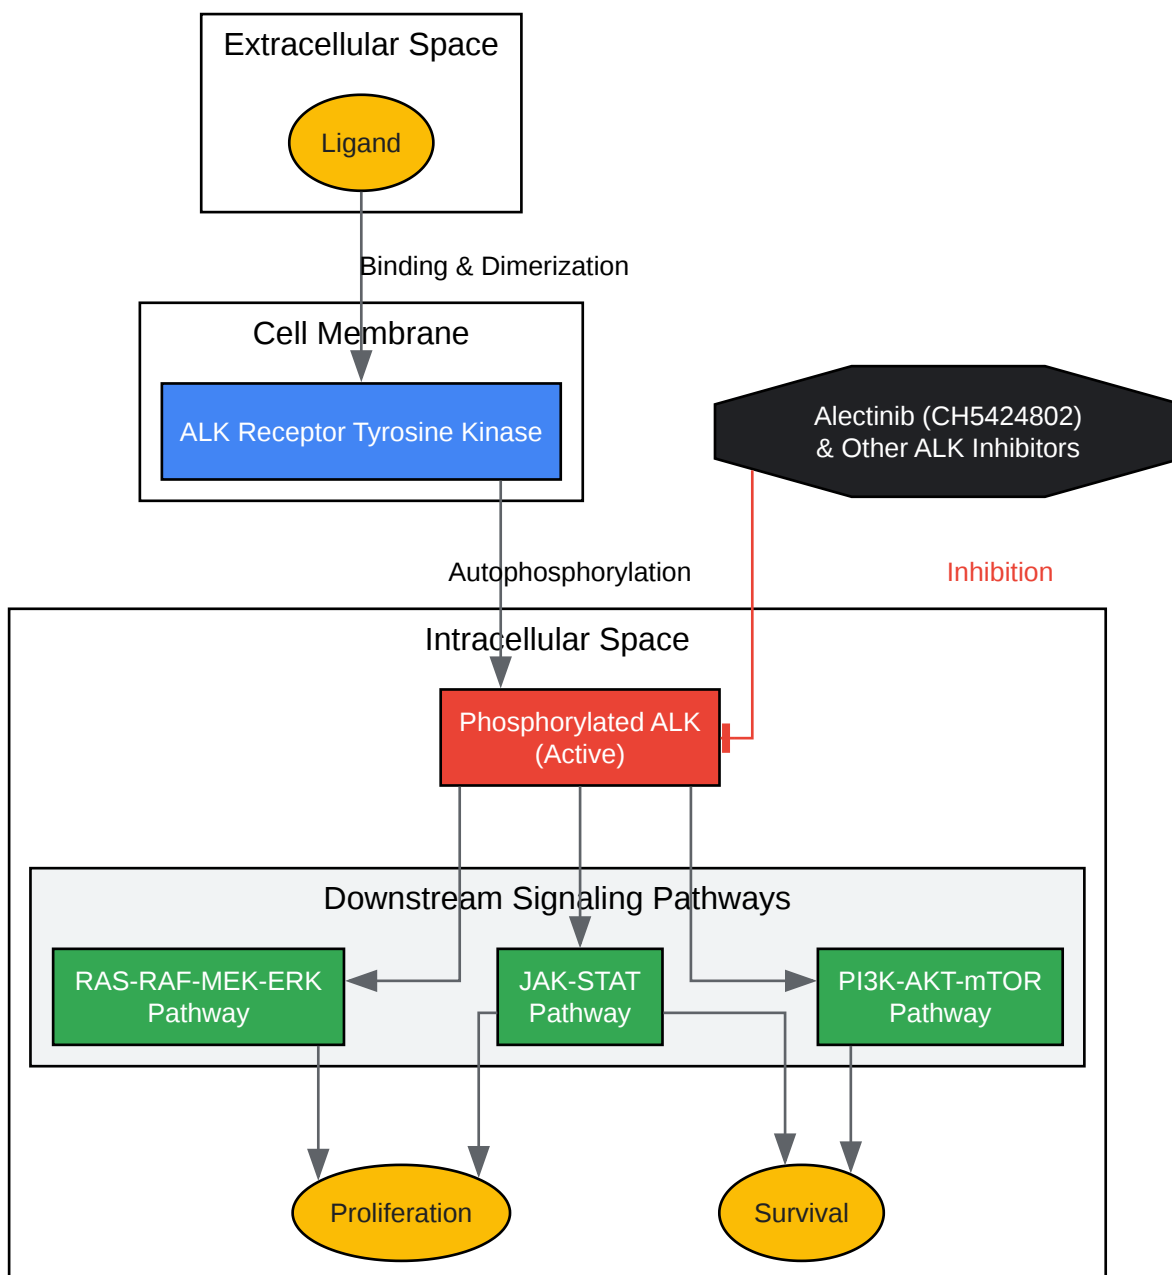 Extracellular Space
Ligand
Binding & Dimerization
Cell Membrane
ALK Receptor Tyrosine Kinase
Alectinib (CH5424802)
& Other ALK Inhibitors
Autophosphorylation
Inhibition
Intracellular Space
Phosphorylated ALK
(Active)
Downstream Signaling Pathways
RAS-RAF-MEK-ERK
Pathway
JAK-STAT
Pathway
PI3K-AKT-mTOR
Pathway
Proliferation
Survival